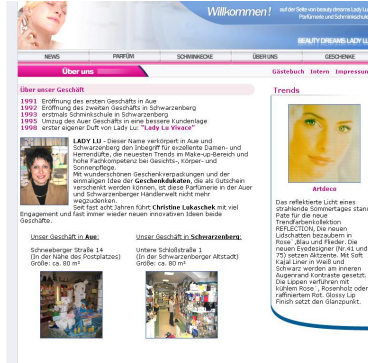 Willkommen! auf der Seite von beauty dreams Lady Lu
Parfümerie und Schminkschule
BEAUTY DREAMS LADY LU
NEWS PARFÜM SCHMINKECKE ÜBER UNS GESCHENKE
Über uns
Gästebuch Intern Impressum
Über unser Geschäft
1991 Eröffnung des ersten Geschäfts in Aue
1992 Eröffnung des zweiten Geschäfts in Schwarzenberg
1993 erstmals Schminkschule in Schwarzenberg
1995 Umzug des Auer Geschäfts in eine bessere Kundenlage
1998 erster eigener Duft von Lady Lu: "Lady Lu Vivace"
LADY LU - Dieser Name verkörpert in Aue und
Schwarzenberg den Inbegriff für exzellente Damen- und
Herrendüfte, die neuesten Trends im Make-up-Bereich und
hohe Fachkompetenz bei Gesichts-, Körper- und
Sonnenpflege.
Mit wunderschönen Geschenkverpackungen und der
einmaligen Idee der Geschenkdukaten, die als Gutschein
verschenkt werden können, ist diese Parfümerie in der Auer
und Schwarzenberger Händlerwelt nicht mehr
wegzudenken.
Seit fast acht Jahren führt Christine Lukaschek mit viel
Engagement und fast immer wieder neuen innovativen Ideen beide
Geschäfte.
Unser Geschäft in Aue:
Schneeberger Straße 14
(In der Nähe des Postplatzes)
Größe: ca. 80 m²
Unser Geschäft in Schwarzenberg:
Untere Schloßstraße 1
(In der Schwarzenberger Altstadt)
Größe: ca. 80 m²
Trends
Artdeco
Das reflektierte Licht eines
strahlende Sommertages stand
Pate für die neue
Trendfarbenkollektion
REFLECTION. Die neuen
Lidschatten bezaubern in
Rose´,Blau und Flieder. Die
neuen Eyedesigner (Nr.41 und
75) setzen Aktzente. Mit Soft
Kajal Liner in Weiß und
Schwarz werden am inneren
Augenrand Kontraste gesetzt.
Die Lippen verführen mit
kühlem Rose´, Rosenholz oder
raffiniertem Rot. Glossy Lip
Finish setzt den Glanzpunkt.